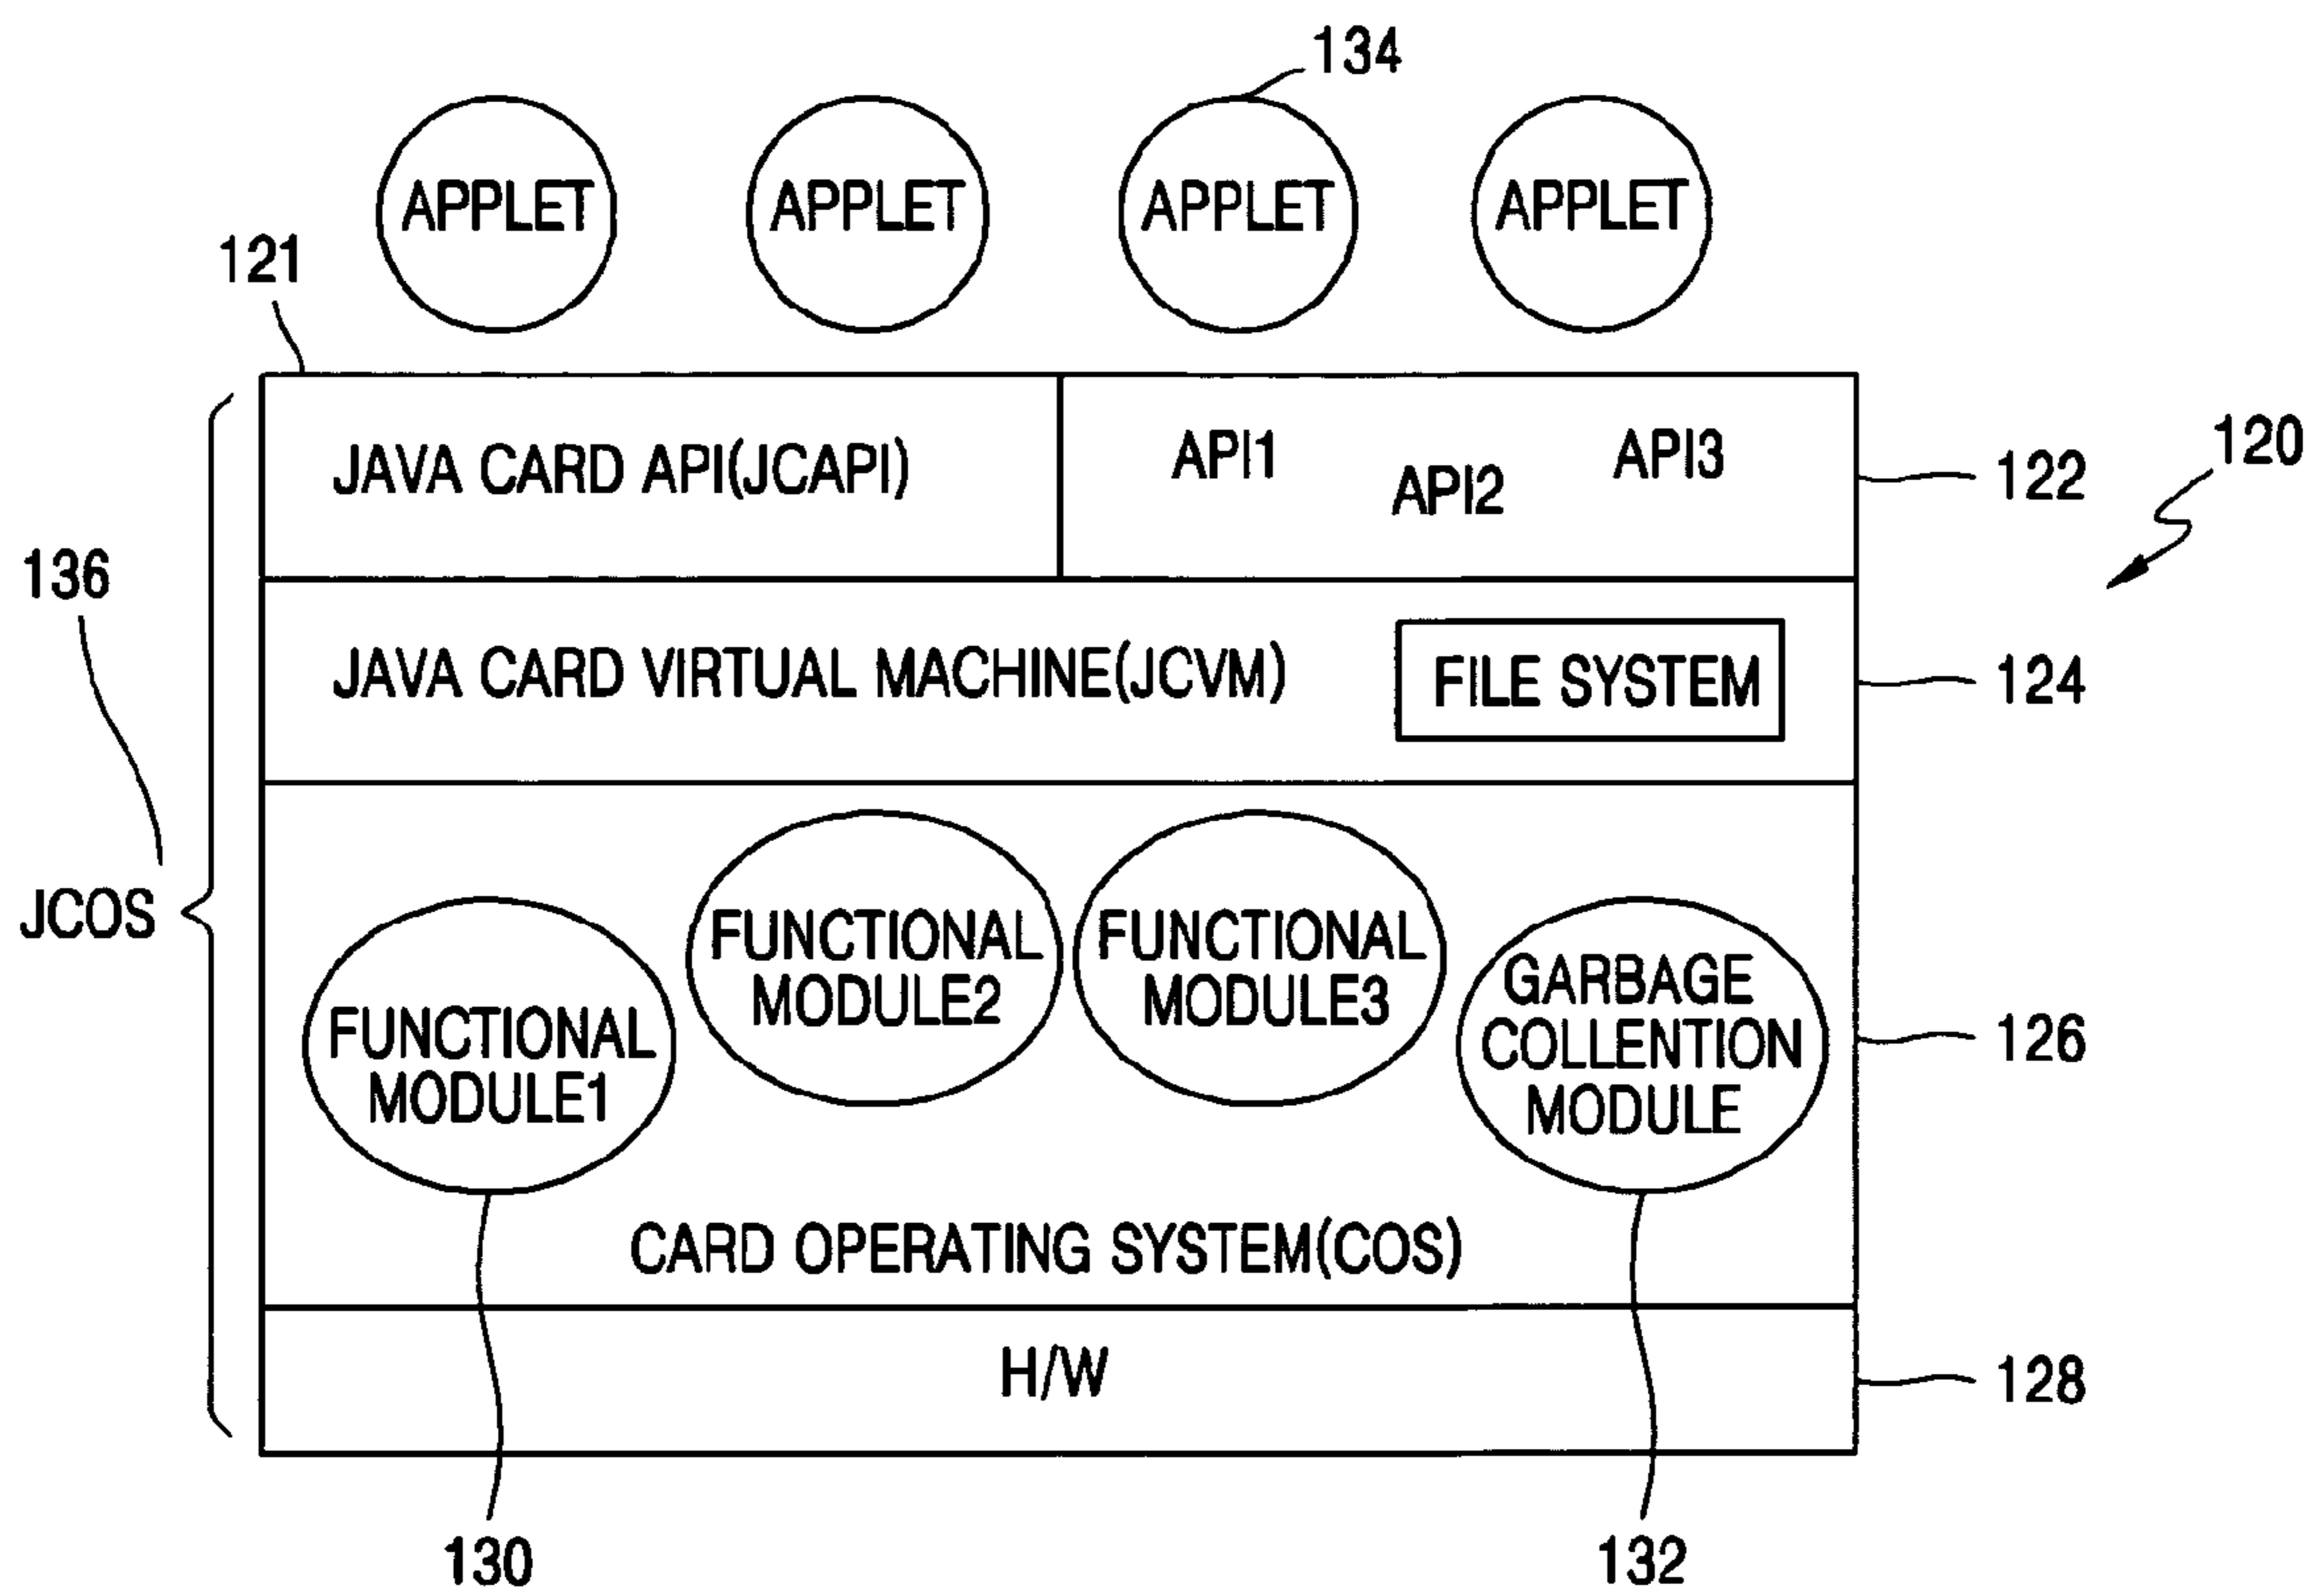 134
APPLET APPLET APPLET APPLET
121
JAVA CARD API(JCAPI)
API1
API2
API3
122
120
136
JAVA CARD VIRTUAL MACHINE(JCVM)
FILE SYSTEM
124
JCOS
FUNCTIONAL
MODULE1
FUNCTIONAL
MODULE2
FUNCTIONAL
MODULE3
GARBAGE
COLLENTION
MODULE
126
CARD OPERATING SYSTEM(COS)
H/W
128
130
132